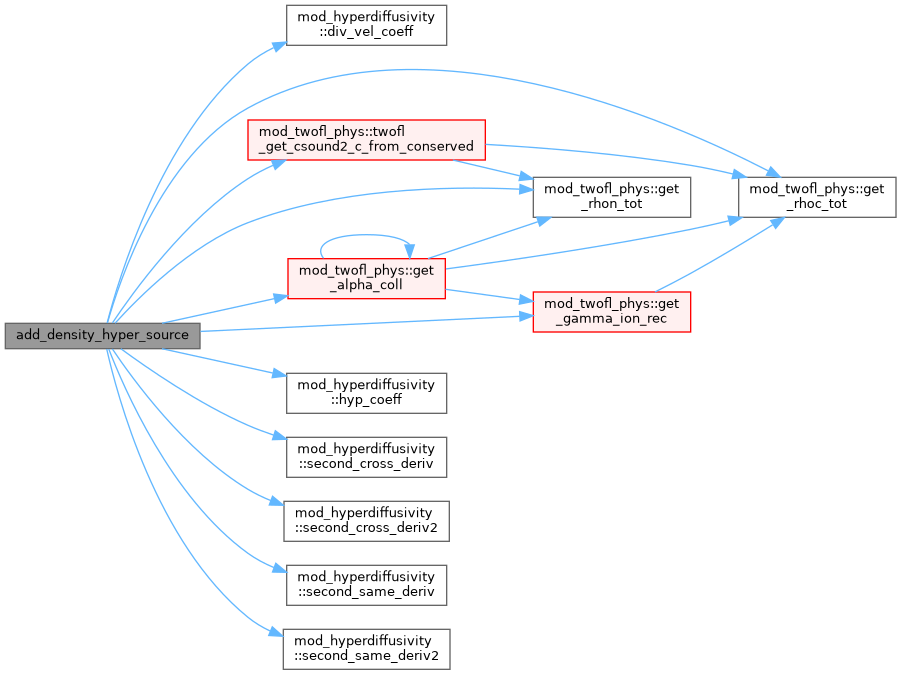 mod_hyperdiffusivity
::div_vel_coeff
mod_twofl_phys::twofl
_get_csound2_c_from_conserved
mod_twofl_phys::get
_rhon_tot
mod_twofl_phys::get
_rhoc_tot
mod_twofl_phys::get
_alpha_coll
mod_twofl_phys::get
_gamma_ion_rec
add_density_hyper_source
mod_hyperdiffusivity
::hyp_coeff
mod_hyperdiffusivity
::second_cross_deriv
mod_hyperdiffusivity
::second_cross_deriv2
mod_hyperdiffusivity
::second_same_deriv
mod_hyperdiffusivity
::second_same_deriv2